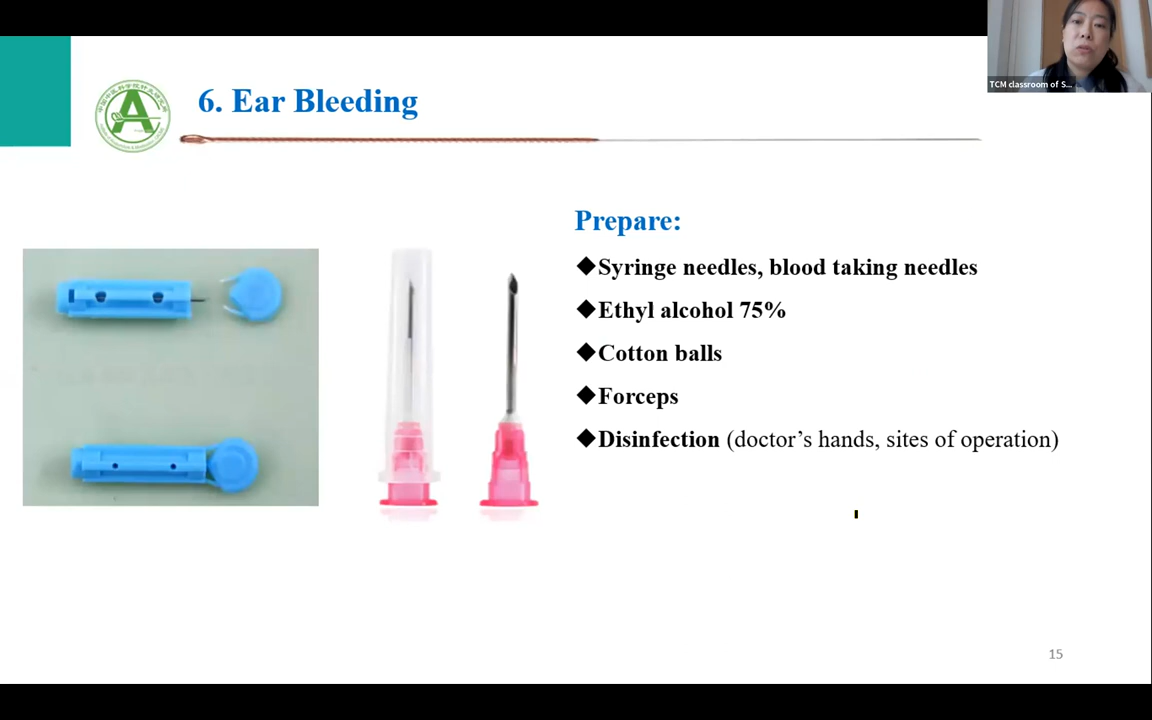 TCM classroom of S...
6. Ear Bleeding
Prepare:
◆Syringe needles, blood taking needles
◆Ethyl alcohol 75%
◆Cotton balls
◆Forceps
◆Disinfection (doctor’s hands, sites of operation)
15